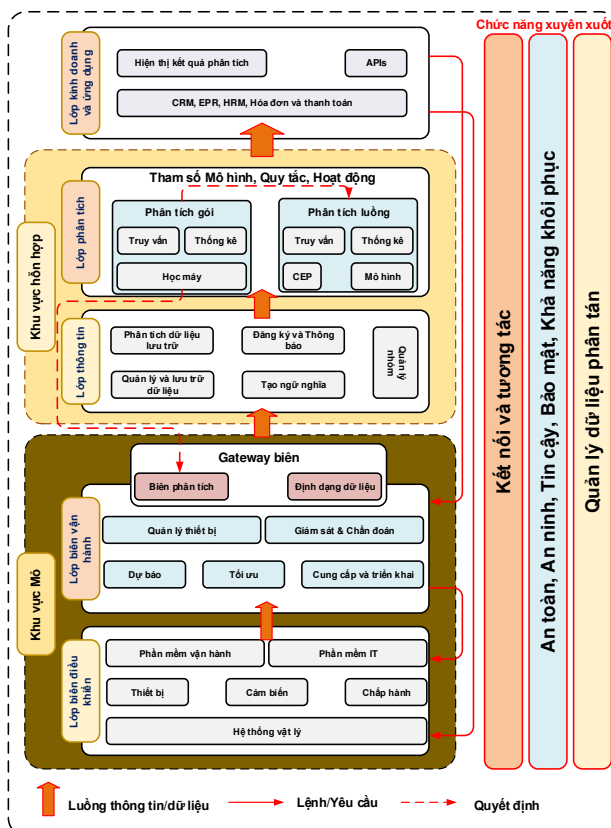 Chức năng xuyên xuốt
Lớp kinh doanh
và ứng dụng
Hiện thị kết quả phân tích
APIs
CRM, EPR, HRM, Hóa đơn và thanh toán
Khu vực hỗn hợp
Lớp phân tích
Tham số Mô hình, Quy tắc, Hoạt động
Phân tích gói
Truy vấn
Thống kê
Học máy
Phân tích luồng
Truy vấn
Thống kê
CEP
Mô hình
Lớp thông tin
Phân tích dữ liệu
lưu trữ
Đăng ký và Thông
báo
Quản lý
nhóm
Quản lý và lưu trữ
dữ liệu
Tạo ngữ nghĩa
Khu vực Mỏ
Gateway biên
Biên phân tích
Định dạng dữ liệu
Lớp biên vận
hành
Quản lý thiết bị
Giám sát & Chẩn đoán
Dự báo
Tối ưu
Cung cấp và triển khai
Lớp biên điều
khiển
Phần mềm vận hành
Phần mềm IT
Thiết bị
Cảm biến
Chấp hành
Hệ thống vật lý
Kết nối và tương tác
An toàn, An ninh, Tin cậy, Bảo mật, Khả năng khôi phục
Quản lý dữ liệu phân tán
Luồng thông tin/dữ liệu
Lệnh/Yêu cầu
Quyết định